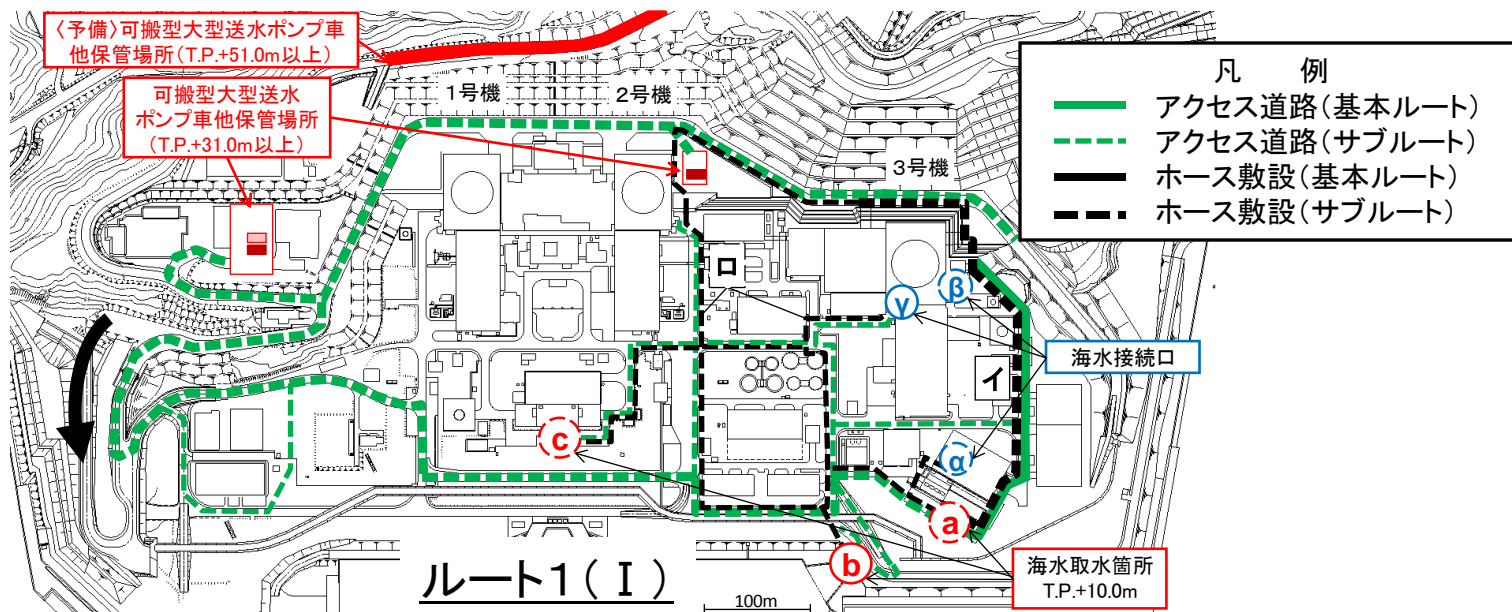 〈予備〉可搬型大型送水ポンプ車
他保管場所(T.P.+51.0m以上)
可搬型大型送水
ポンプ車他保管場所
(T.P.+31.0m以上)
1号機
2号機
3号機
凡　例
アクセス道路(基本ルート)
アクセス道路(サブルート)
ホース敷設(基本ルート)
ホース敷設(サブルート)
ロ
β
γ
海水接続口
イ
c
α
a
b
海水取水箇所
T.P.+10.0m
ルート1(Ⅰ)
100m